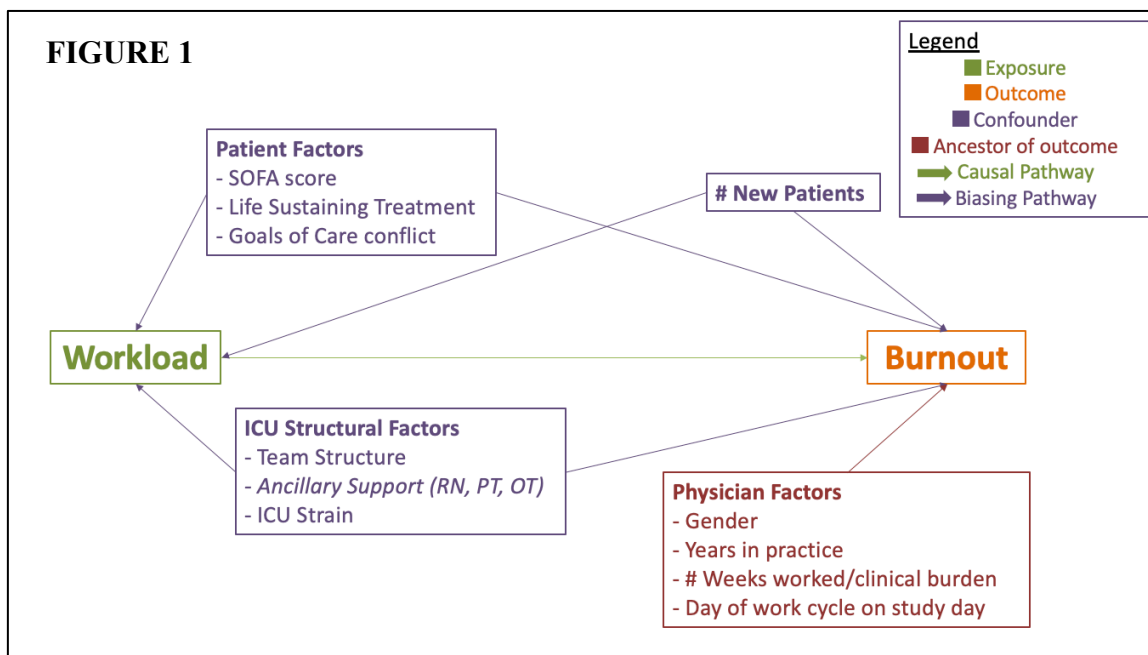 FIGURE 1
Legend
Exposure
Outcome
Confounder
Ancestor of outcome
Causal Pathway
Biasing Pathway
Patient Factors
- SOFA score
- Life Sustaining Treatment
- Goals of Care conflict
# New Patients
Workload
Burnout
ICU Structural Factors
- Team Structure
- Ancillary Support (RN, PT, OT)
- ICU Strain
Physician Factors
- Gender
- Years in practice
- # Weeks worked/clinical burden
- Day of work cycle on study day